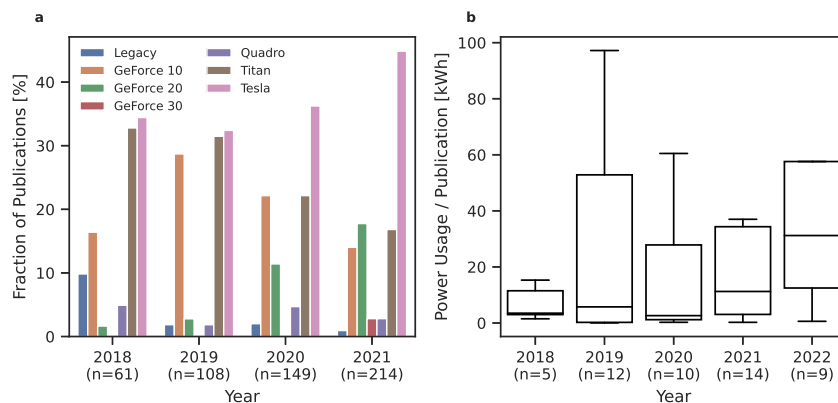 a
Fraction of Publications [%]
40
30
20
10
0
Legacy
GeForce 10
GeForce 20
GeForce 30
Quadro
Titan
Tesla
2018 2019 2020 2021
(n=61) (n=108) (n=149) (n=214)
Year
b
Power Usage / Publication [kWh]
100
80
60
40
20
0
2018 2019 2020 2021 2022
(n=5) (n=12) (n=10) (n=14) (n=9)
Year